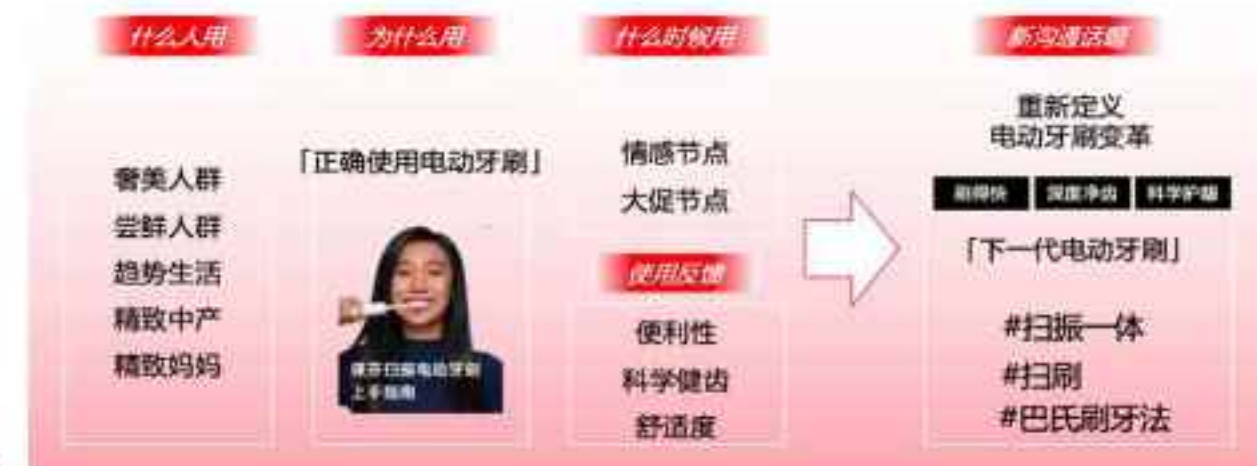 什么人用
奢美人群
尝鲜人群
趋势生活
精致中产
精致妈妈
为什么用
「正确使用电动牙刷」
上手指南
什么时候用
情感节点
大促节点
使用反馈
便利性
科学健齿
舒适度
新沟通话题
重新定义
电动牙刷变革
刷得快
深度净齿
科学护龈
「下一代电动牙刷」
#扫振一体
#扫刷
#巴氏刷牙法